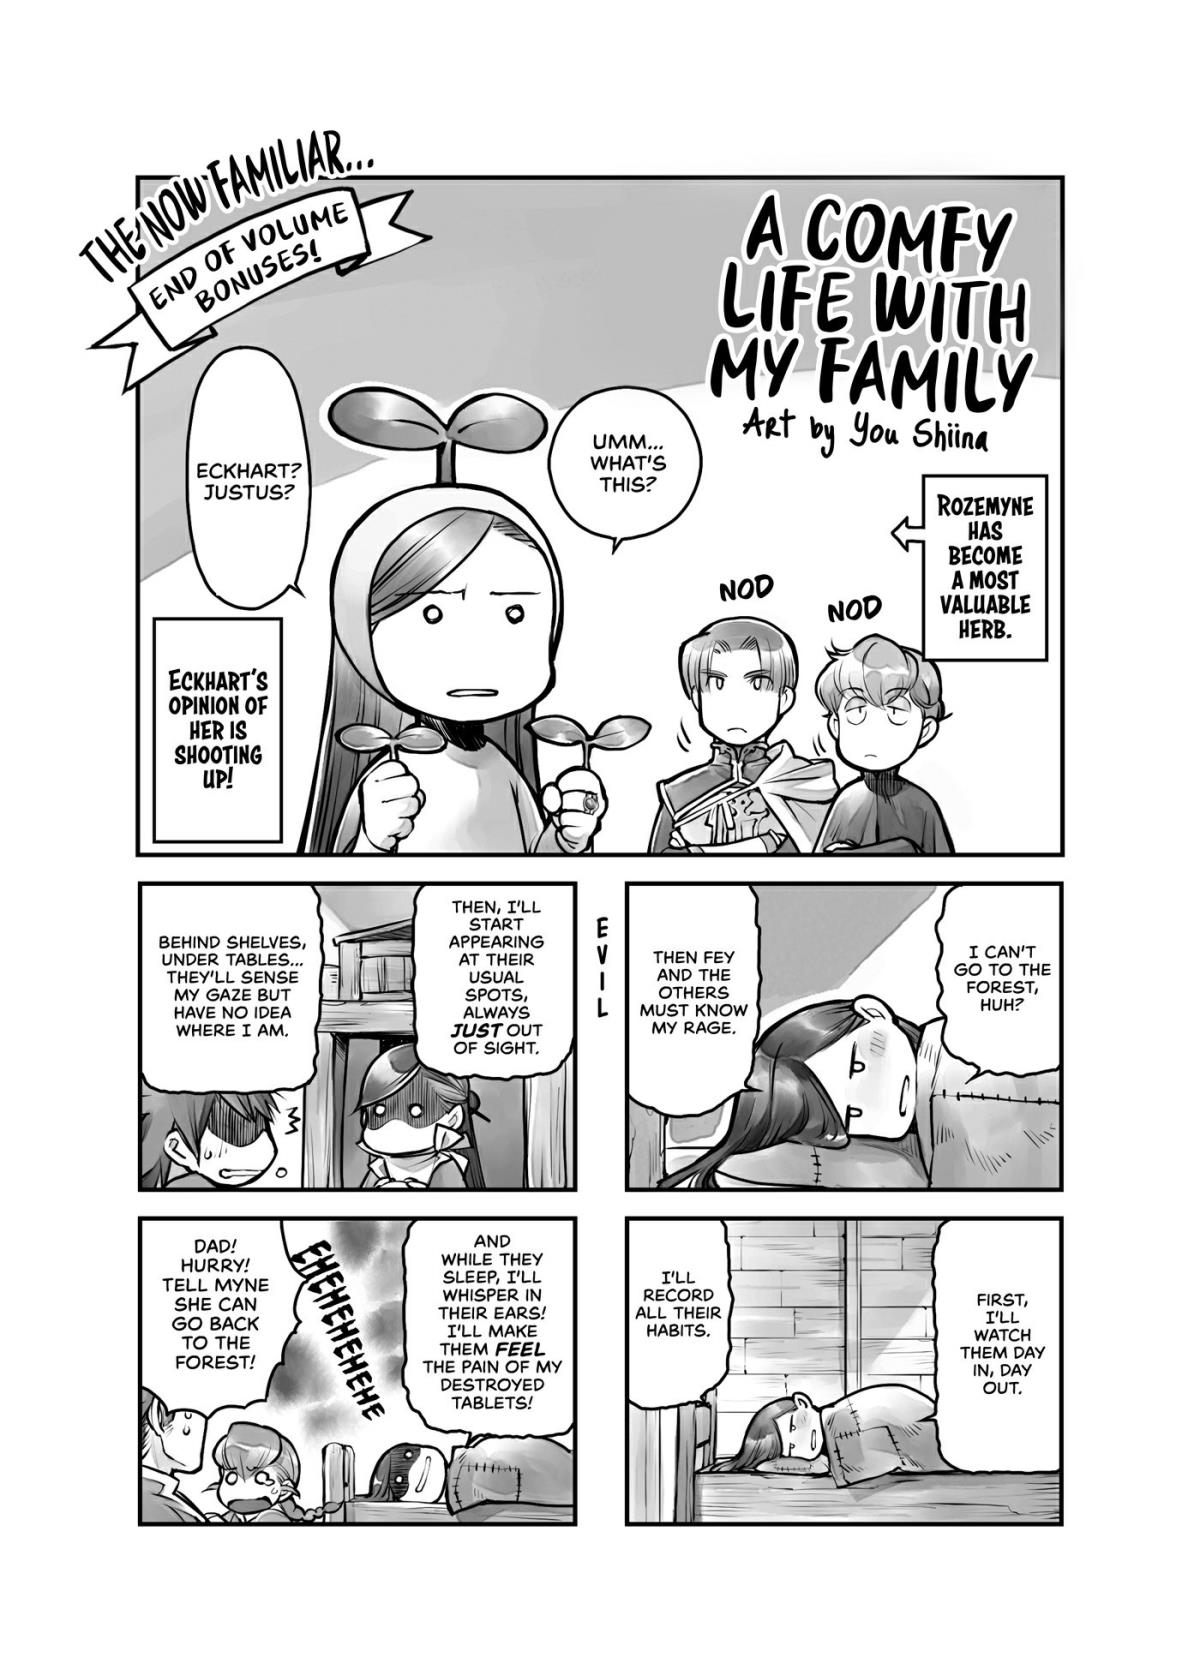 THE NOW FAMILIAR...
END OF VOLUME
BONUSES!
A COMFY
LIFE WITH
MY FAMILY
Art by You Shiina
ROZEMYNE
HAS
BECOME
A MOST
VALUABLE
HERB.
NOD
NOD
UMM...
WHAT'S
THIS?
ECKHART?
JUSTUS?
ECKHART'S
OPINION OF
HER IS
SHOOTING
UP!
EVIL
I CAN'T
GO TO THE
FOREST,
HUH?
THEN FEY
AND THE
OTHERS
MUST KNOW
MY RAGE.
FIRST,
I'LL
WATCH
THEM DAY
IN, DAY
OUT.
I'LL
RECORD
ALL THEIR
HABITS.
THEN, I'LL
START
APPEARING
AT THEIR
USUAL
SPOTS,
ALWAYS
JUST OUT
OF SIGHT.
BEHIND SHELVES,
UNDER TABLES...
THEY'LL SENSE
MY GAZE BUT
HAVE NO IDEA
WHERE I AM.
AND
WHILE THEY
SLEEP, I'LL
WHISPER IN
THEIR EARS!
I'LL MAKE
THEM FEEL
THE PAIN OF MY
DESTROYED
TABLETS!
EHEHEHEHEHE
DAD!
HURRY!
TELL MYNE
SHE CAN
GO BACK
TO THE
FOREST!